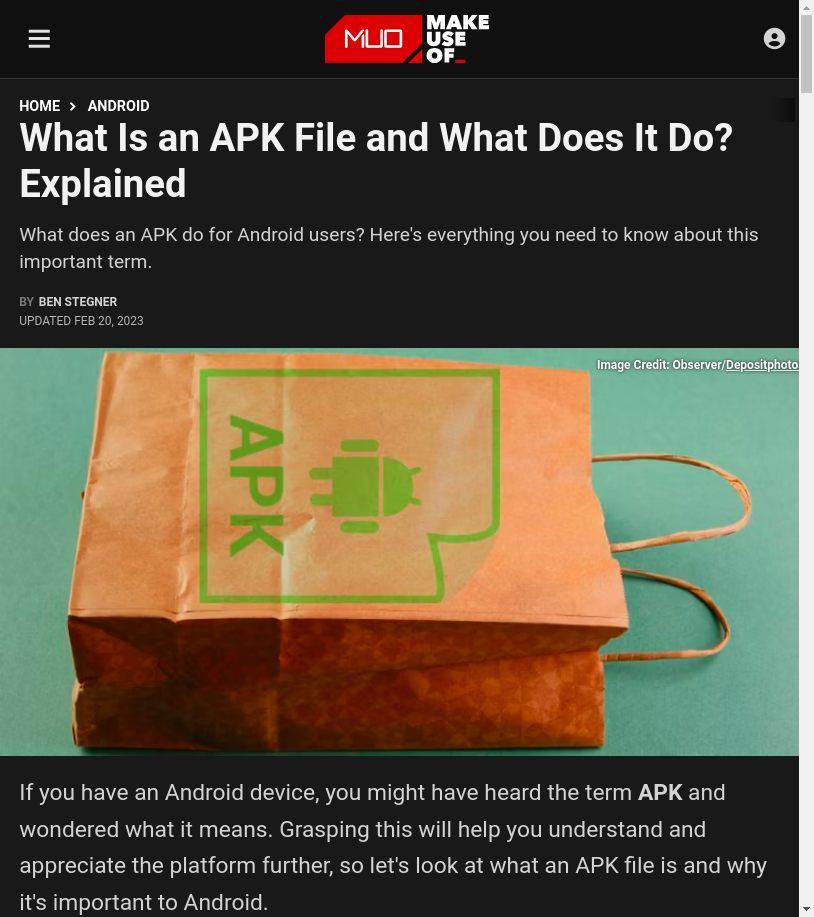 MUO MAKE
USE
OF_
HOME > ANDROID
What Is an APK File and What Does It Do?
Explained
What does an APK do for Android users? Here's everything you need to know about this
important term.
BY BEN STEGNER
UPDATED FEB 20, 2023
Image Credit: Observer/Depositphoto
APK
If you have an Android device, you might have heard the term APK and
wondered what it means. Grasping this will help you understand and
appreciate the platform further, so let's look at what an APK file is and why
it's important to Android.